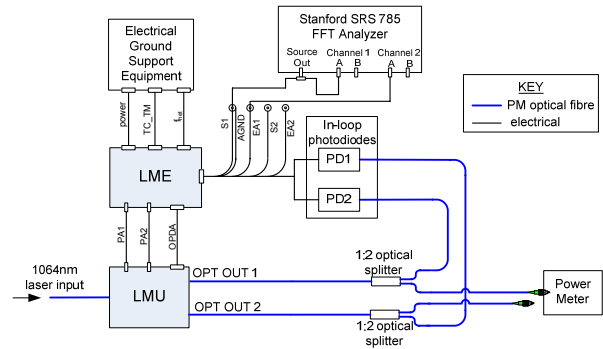 Electrical
Ground
Support
Equipment
Stanford SRS 785
FFT Analyzer
Source
Out
Channel 1
A B
Channel 2
A B
KEY
PM optical fibre
electrical
power
TC_TM
fhet
S1
AGND
EA1
S2
EA2
In-loop
photodiodes
PD1
PD2
LME
PA1
PA2
OPDA
1064nm
laser input
LMU
OPT OUT 1
OPT OUT 2
1:2 optical
splitter
1:2 optical
splitter
Power
Meter